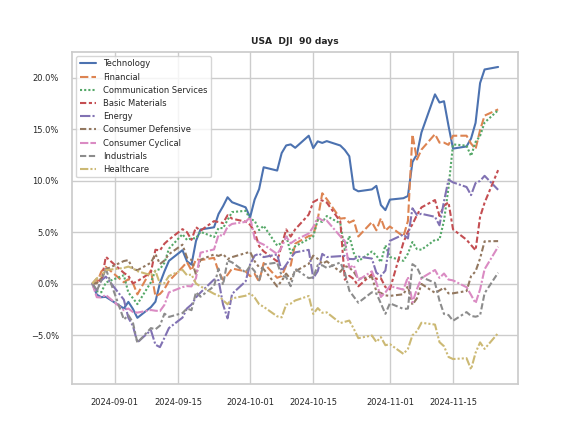 USA  DJI  90 days
Technology
Financial
Communication Services
Basic Materials
Energy
Consumer Defensive
Consumer Cyclical
Industrials
Healthcare
20.0%
15.0%
10.0%
5.0%
0.0%
−5.0%
2024-09-01 2024-09-15 2024-10-01 2024-10-15 2024-11-01 2024-11-15